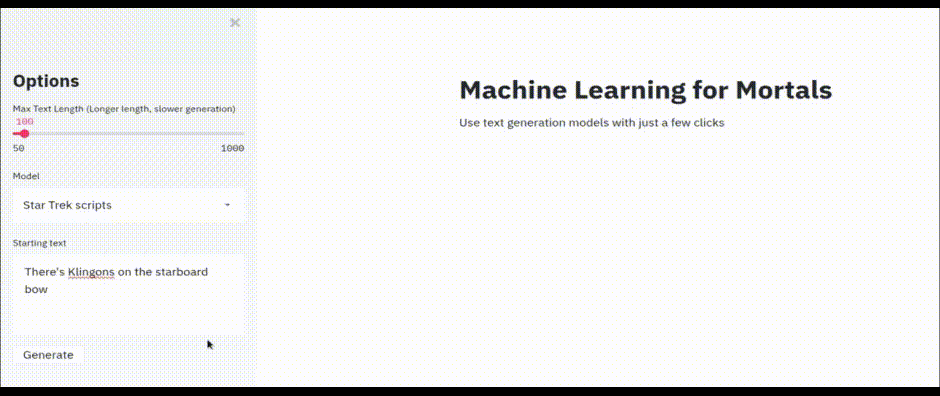 Options
Max Text Length (Longer length, slower generation)
100
50 1000
Model
Star Trek scripts
Starting text
There's Klingons on the starboard
bow
Generate
Machine Learning for Mortals
Use text generation models with just a few clicks